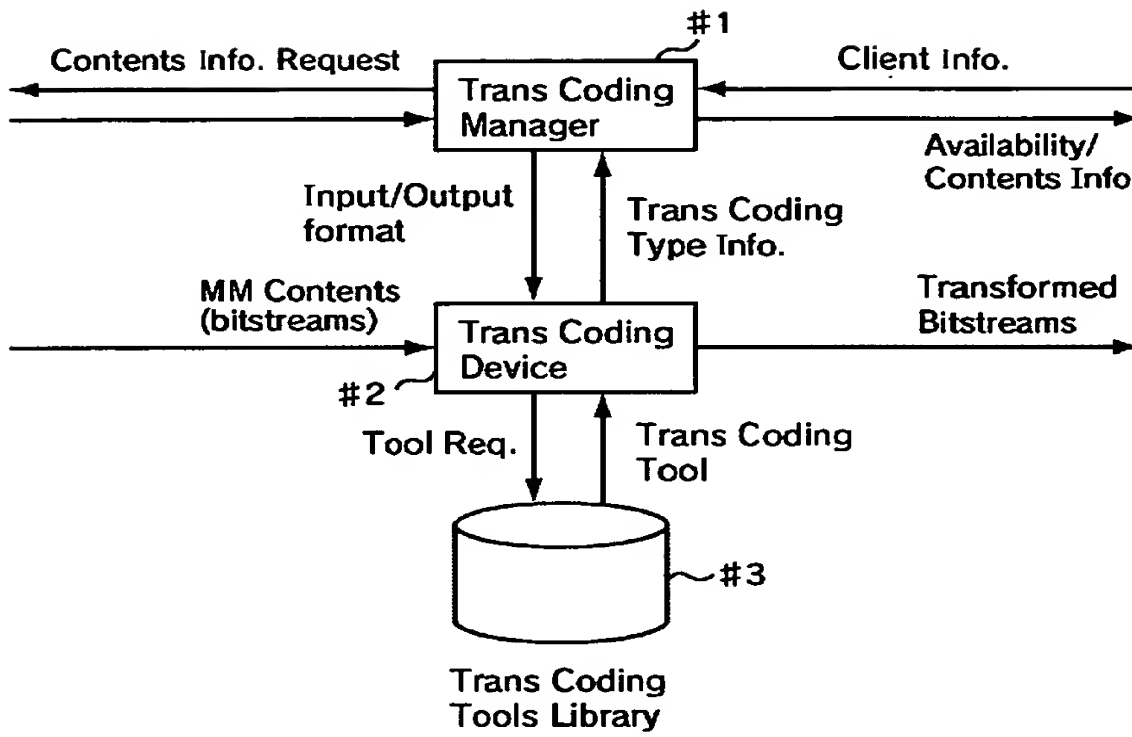 #1
Contents Info. Request
Client Info.
Trans Coding
Manager
Availability/
Contents Info
Input/Output
format
Trans Coding
Type Info.
MM Contents
(bitstreams)
Trans Coding
Device
Transformed
Bitstreams
#2
Tool Req.
Trans Coding
Tool
#3
Trans Coding
Tools Library